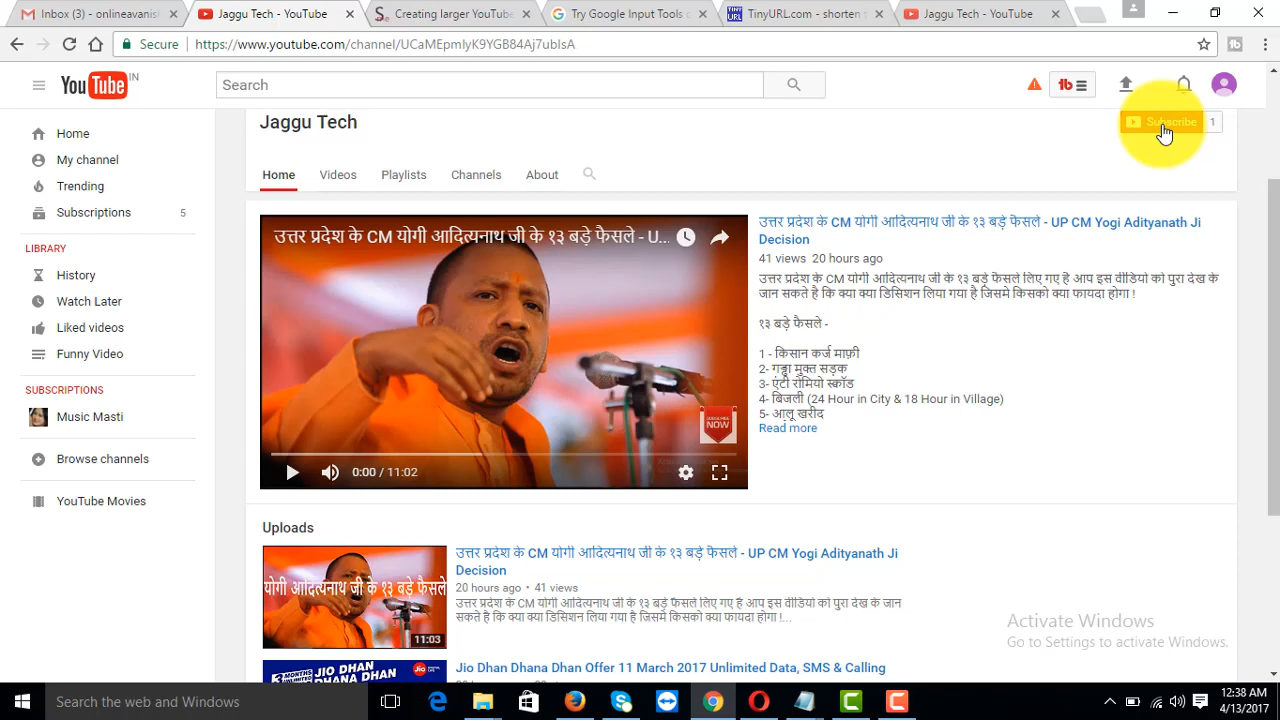 Inbox (3) - onlineavanish
Jaggu Tech - YouTube
Creating larger YouTube
Try Google Input Tools o
TinyURL.com - shorten t
Jaggu Tech - YouTube
Secure https://www.youtube.com/channel/UCaMEpmlyK9YGB84Aj7ublsA
YouTube IN
Search
Home
My channel
Trending
Subscriptions 5
LIBRARY
History
Watch Later
Liked videos
Funny Video
SUBSCRIPTIONS
Music Masti
Browse channels
YouTube Movies
Jaggu Tech
Subscribe 1
Home Videos Playlists Channels About
उत्तर प्रदेश के CM योगी आदित्यनाथ जी के १३ बड़े फैसले - U...
NOW
0:00 / 11:02
उत्तर प्रदेश के CM योगी आदित्यनाथ जी के १३ बड़े फैसले - UP CM Yogi Adityanath Ji
Decision
41 views 20 hours ago
उत्तर प्रदेश के CM योगी आदित्यनाथ जी के १३ बड़े फैसले लिए गए है आप इस वीडियो को पुरा देख के
जान सकते है कि क्या क्या डिसिशन लिया गया है जिसमे किसको क्या फायदा होगा !
१३ बड़े फैसले -
1 - किसान कर्ज माफ़ी
2- गड्ढा मुक्त सड़क
3- एंटी रोमियो स्कॉड
4- बिजली (24 Hour in City & 18 Hour in Village)
5- आलू खरीद
Read more
Uploads
योगी आदित्यनाथ जी के १३ बड़े फैसले
11:03
उत्तर प्रदेश के CM योगी आदित्यनाथ जी के १३ बड़े फैसले - UP CM Yogi Adityanath Ji
Decision
20 hours ago • 41 views
उत्तर प्रदेश के CM योगी आदित्यनाथ जी के १३ बड़े फैसले लिए गए है आप इस वीडियो को पुरा देख के जान
सकते है कि क्या क्या डिसिशन लिया गया है जिसमे किसको क्या फायदा होगा !...
JIO DHAN
DHANA DHAN
Jio
Jio Dhan Dhana Dhan Offer 11 March 2017 Unlimited Data, SMS & Calling
Activate Windows
Go to Settings to activate Windows.
Search the web and Windows
12:38 AM
4/13/2017